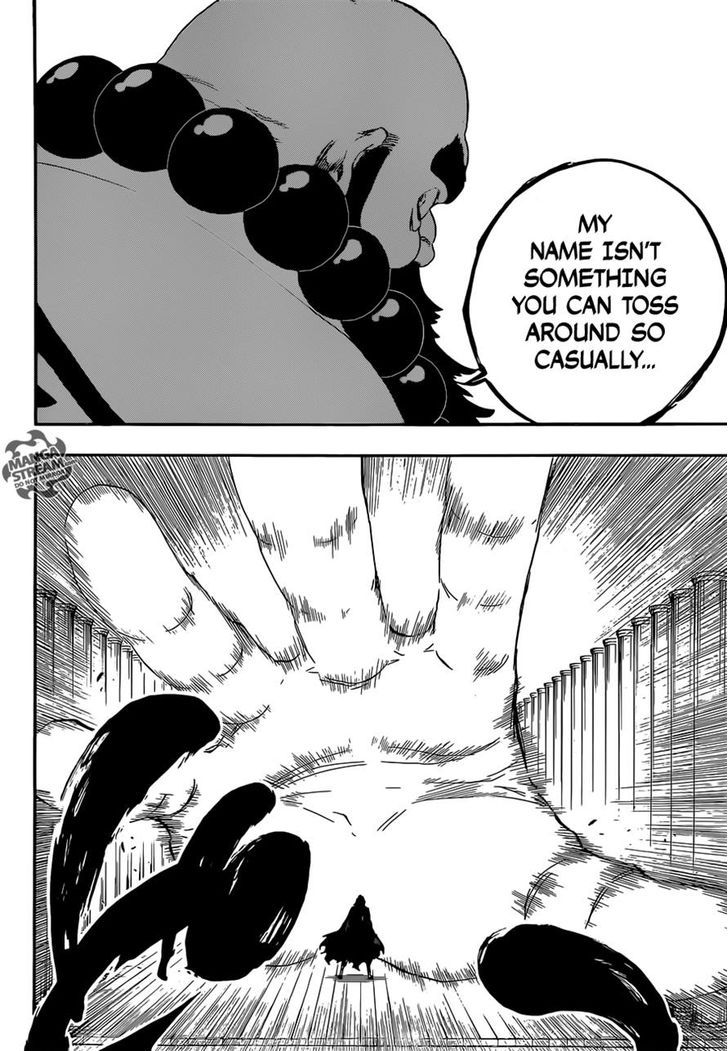 MY
NAME ISN'T
SOMETHING
YOU CAN TOSS
AROUND SO
CASUALLY...
MANGA
STREAM